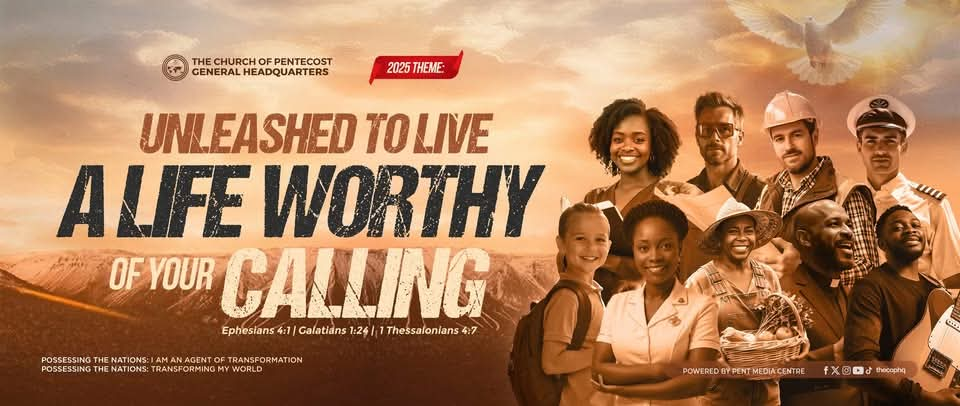 THE CHURCH OF PENTECOST
GENERAL HEADQUARTERS
2025 THEME:
UNLEASHED TO LIVE
A LIFE WORTHY
OF YOUR CALLING
Ephesians 4:1 | Galatians 1:24 | 1 Thessalonians 4:7
POSSESSING THE NATIONS: I AM AN AGENT OF TRANSFORMATION
POSSESSING THE NATIONS: TRANSFORMING MY WORLD
POWERED BY PENT MEDIA CENTRE
thecophq